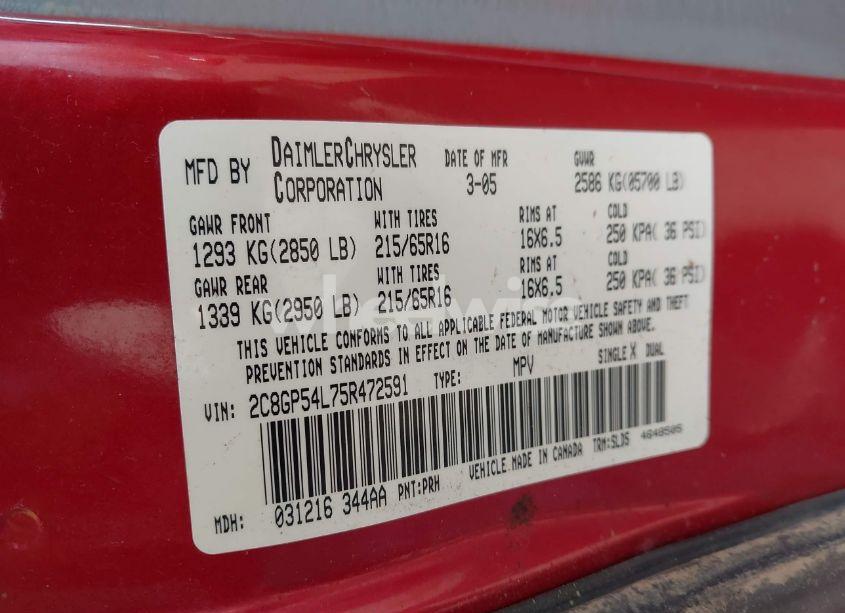 MFD BY DAIMLERCHRYSLER CORPORATION DATE OF MFR 3-05 GVWR 2586 KG(05700 LB)
GAWR FRONT WITH TIRES RIMS AT COLD
1293 KG(2850 LB) 215/65R16 16X6.5 250 KPA( 36 PSI)
GAWR REAR WITH TIRES RIMS AT COLD
1339 KG(2950 LB) 215/65R16 16X6.5 250 KPA( 36 PSI)
THIS VEHICLE CONFORMS TO ALL APPLICABLE FEDERAL MOTOR VEHICLE SAFETY AND THEFT
PREVENTION STANDARDS IN EFFECT ON THE DATE OF MANUFACTURE SHOWN ABOVE.
VIN: 2C8GP54L75R472591 TYPE: MPV SINGLE X DUAL
MDH: 031216 344AA PNT:PRH VEHICLE MADE IN CANADA TRM:SLD5 4648505